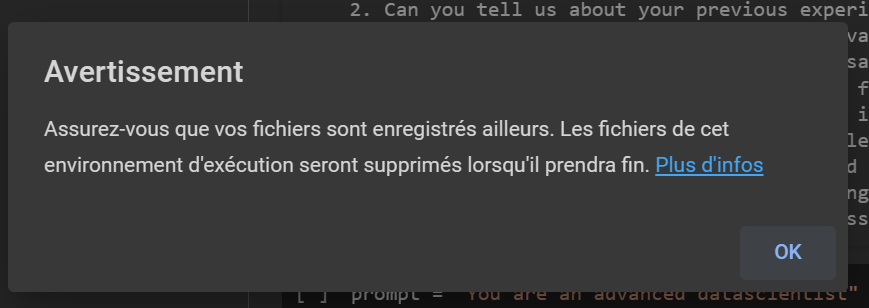 2. Can you tell us about your previous experi
Avertissement
Assurez-vous que vos fichiers sont enregistrés ailleurs. Les fichiers de cet
environnement d'exécution seront supprimés lorsqu'il prendra fin. Plus d'infos
OK
[ ] prompt = "You are an advanced datascientist"